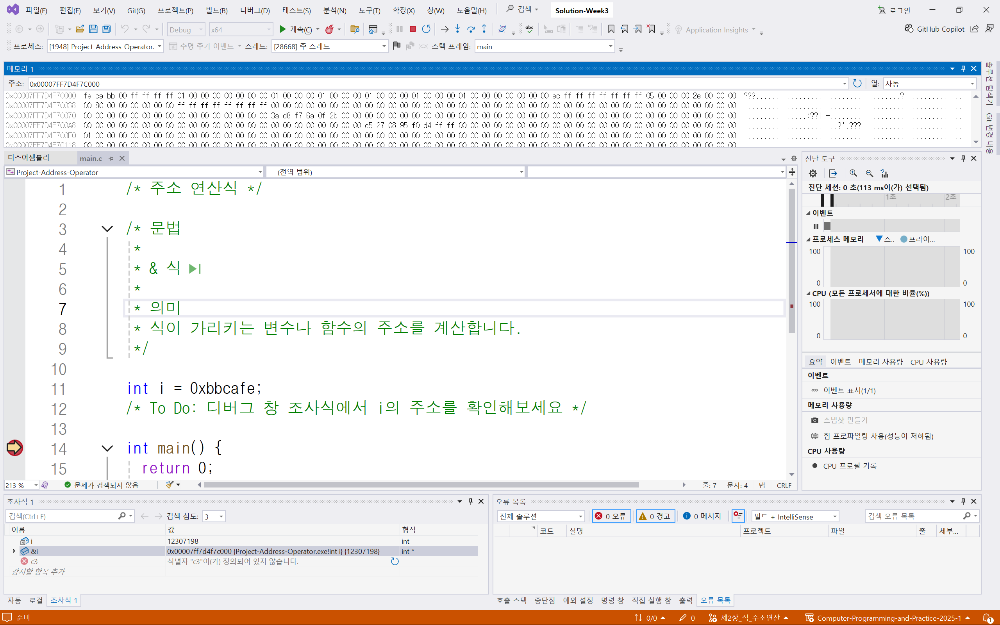 파일(F) 편집(E) 보기(V) Git(G) 프로젝트(P) 빌드(B) 디버그(D) 테스트(S) 분석(N) 도구(T) 확장(X) 창(W) 도움말(H) 검색 Solution-Week3 로그인
Debug x64 계속(C) Application Insights GitHub Copilot
프로세스: [1948] Project-Address-Operator. 수명 주기 이벤트 스레드: [28668] 주 스레드 스택 프레임: main
메모리 1
주소: 0x00007FF7D4F7C000 열: 자동
0x00007FF7D4F7C000 fe ca bb 00 ff ff ff ff 01 00 00 00 00 00 00 00 01 00 00 00 01 00 00 00 01 00 00 00 01 00 00 00 01 00 00 00 00 00 00 00 ec ff ff ff ff ff ff ff 05 00 00 00 2e 00 00 00 ???.....................................?...............
0x00007FF7D4F7C038 00 80 00 00 00 00 00 00 ff ff ff ff ff ff ff ff 00 00 00 00 00 00 00 00 00 00 00 00 00 00 00 00 00 00 00 00 00 00 00 00 00 00 00 00 00 00 00 00 00 00 00 00 00 00 00 00 ........................................................
0x00007FF7D4F7C070 00 00 00 00 00 00 00 00 00 00 00 00 00 00 00 00 3a d8 f7 6a 0f 2b 00 00 00 00 00 00 00 00 00 00 00 00 00 00 00 00 00 00 00 00 00 00 00 00 00 00 00 00 00 00 00 00 00 00 ................:??j.+..................................
0x00007FF7D4F7C0A8 00 00 00 00 00 00 00 00 00 00 00 00 00 00 00 00 00 00 00 00 00 00 00 00 c5 27 08 95 f0 d4 ff ff 00 00 00 00 00 00 00 00 00 00 00 00 00 00 00 00 00 00 00 00 00 00 00 00 ........................?'.???..........................
0x00007FF7D4F7C0E0 01 00 00 00 00 00 00 00 00 00 00 00 00 00 00 00 00 00 00 00 00 00 00 00 00 00 00 00 00 00 00 00 00 00 00 00 00 00 00 00 00 00 00 00 00 00 00 00 00 00 00 00 00 00 00 00 ........................................................
0x00007FF7D4F7C118 00 00 00 00 00 00 00 00 00 00 00 00 00 00 00 00 00 00 00 00 00 00 00 00 00 00 00 00 00 00 00 00 00 00 00 00 00 00 00 00 00 00 00 00 00 00 00 00 00 00 00 00 00 00 00 00
솔루션 탐색기
Git 변경 내용
디스어셈블리 main.c
Project-Address-Operator (전역 범위)
1 /* 주소 연산식 */
2
3 /* 문법
4 *
5 * & 식
6 *
7 * 의미
8 * 식이 가리키는 변수나 함수의 주소를 계산합니다.
9 */
10
11 int i = 0xbbcafe;
12 /* To Do: 디버그 창 조사식에서 i의 주소를 확인해보세요 */
13
14 int main() {
15 return 0;
213 % 문제가 검색되지 않음 줄: 7 문자: 4 탭 CRLF
진단 도구
진단 세션: 0 초(113 ms이(가) 선택됨)
1초 2초
이벤트
프로세스 메모리 스.. 프라이...
100 100
0 0
CPU (모든 프로세서에 대한 비율(%))
100 100
0 0
요약 이벤트 메모리 사용량 CPU 사용량
이벤트
이벤트 표시(1/1)
메모리 사용량
스냅샷 만들기
힙 프로파일링 사용(성능이 저하됨)
CPU 사용량
CPU 프로필 기록
조사식 1
검색(Ctrl+E) 검색 심도: 3
이름 값 형식
i 12307198 int
&i 0x00007ff7d4f7c000 {Project-Address-Operator.exe!int i} {12307198} int *
c3 식별자 "c3"이(가) 정의되어 있지 않습니다.
감시할 항목 추가
자동 로컬 조사식 1
오류 목록
전체 솔루션 0 오류 0 경고 0 메시지 빌드 + IntelliSense 검색 오류 목록
코드 설명 프로젝트 파일 줄 세부...
호출 스택 중단점 예외 설정 명령 창 직접 실행 창 출력 오류 목록
준비 0/0 0 제2장_식_주소연산 Computer-Programming-and-Practice-2025-1 1